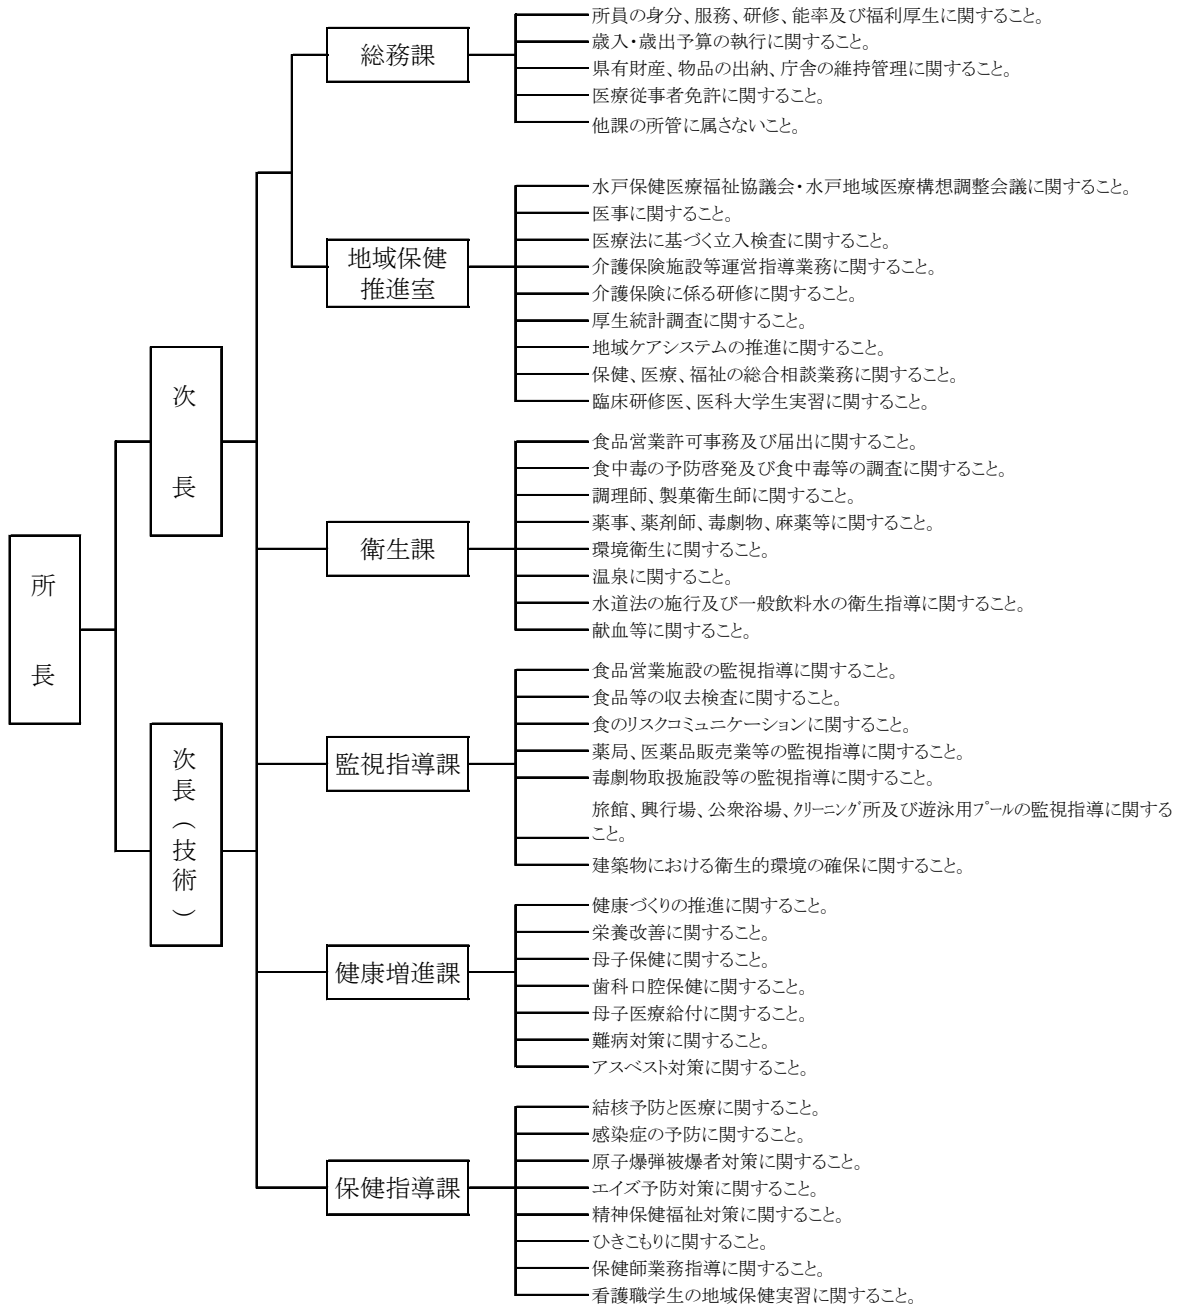 所長
次長
次長（技術）
総務課
所員の身分、服務、研修、能率及び福利厚生に関すること。
歳入・歳出予算の執行に関すること。
県有財産、物品の出納、庁舎の維持管理に関すること。
医療従事者免許に関すること。
他課の所管に属さないこと。
地域保健
推進室
水戸保健医療福祉協議会・水戸地域医療構想調整会議に関すること。
医事に関すること。
医療法に基づく立入検査に関すること。
介護保険施設等運営指導業務に関すること。
介護保険に係る研修に関すること。
厚生統計調査に関すること。
地域ケアシステムの推進に関すること。
保健、医療、福祉の総合相談業務に関すること。
臨床研修医、医科大学生実習に関すること。
衛生課
食品営業許可事務及び届出に関すること。
食中毒の予防啓発及び食中毒等の調査に関すること。
調理師、製菓衛生師に関すること。
薬事、薬剤師、毒劇物、麻薬等に関すること。
環境衛生に関すること。
温泉に関すること。
水道法の施行及び一般飲料水の衛生指導に関すること。
献血等に関すること。
監視指導課
食品営業施設の監視指導に関すること。
食品等の収去検査に関すること。
食のリスクコミュニケーションに関すること。
薬局、医薬品販売業等の監視指導に関すること。
毒劇物取扱施設等の監視指導に関すること。
旅館、興行場、公衆浴場、ｸﾘｰﾆﾝｸﾞ所及び遊泳用ﾌﾟｰﾙの監視指導に関する
こと。
建築物における衛生的環境の確保に関すること。
健康増進課
健康づくりの推進に関すること。
栄養改善に関すること。
母子保健に関すること。
歯科口腔保健に関すること。
母子医療給付に関すること。
難病対策に関すること。
アスベスト対策に関すること。
保健指導課
結核予防と医療に関すること。
感染症の予防に関すること。
原子爆弾被爆者対策に関すること。
エイズ予防対策に関すること。
精神保健福祉対策に関すること。
ひきこもりに関すること。
保健師業務指導に関すること。
看護職学生の地域保健実習に関すること。